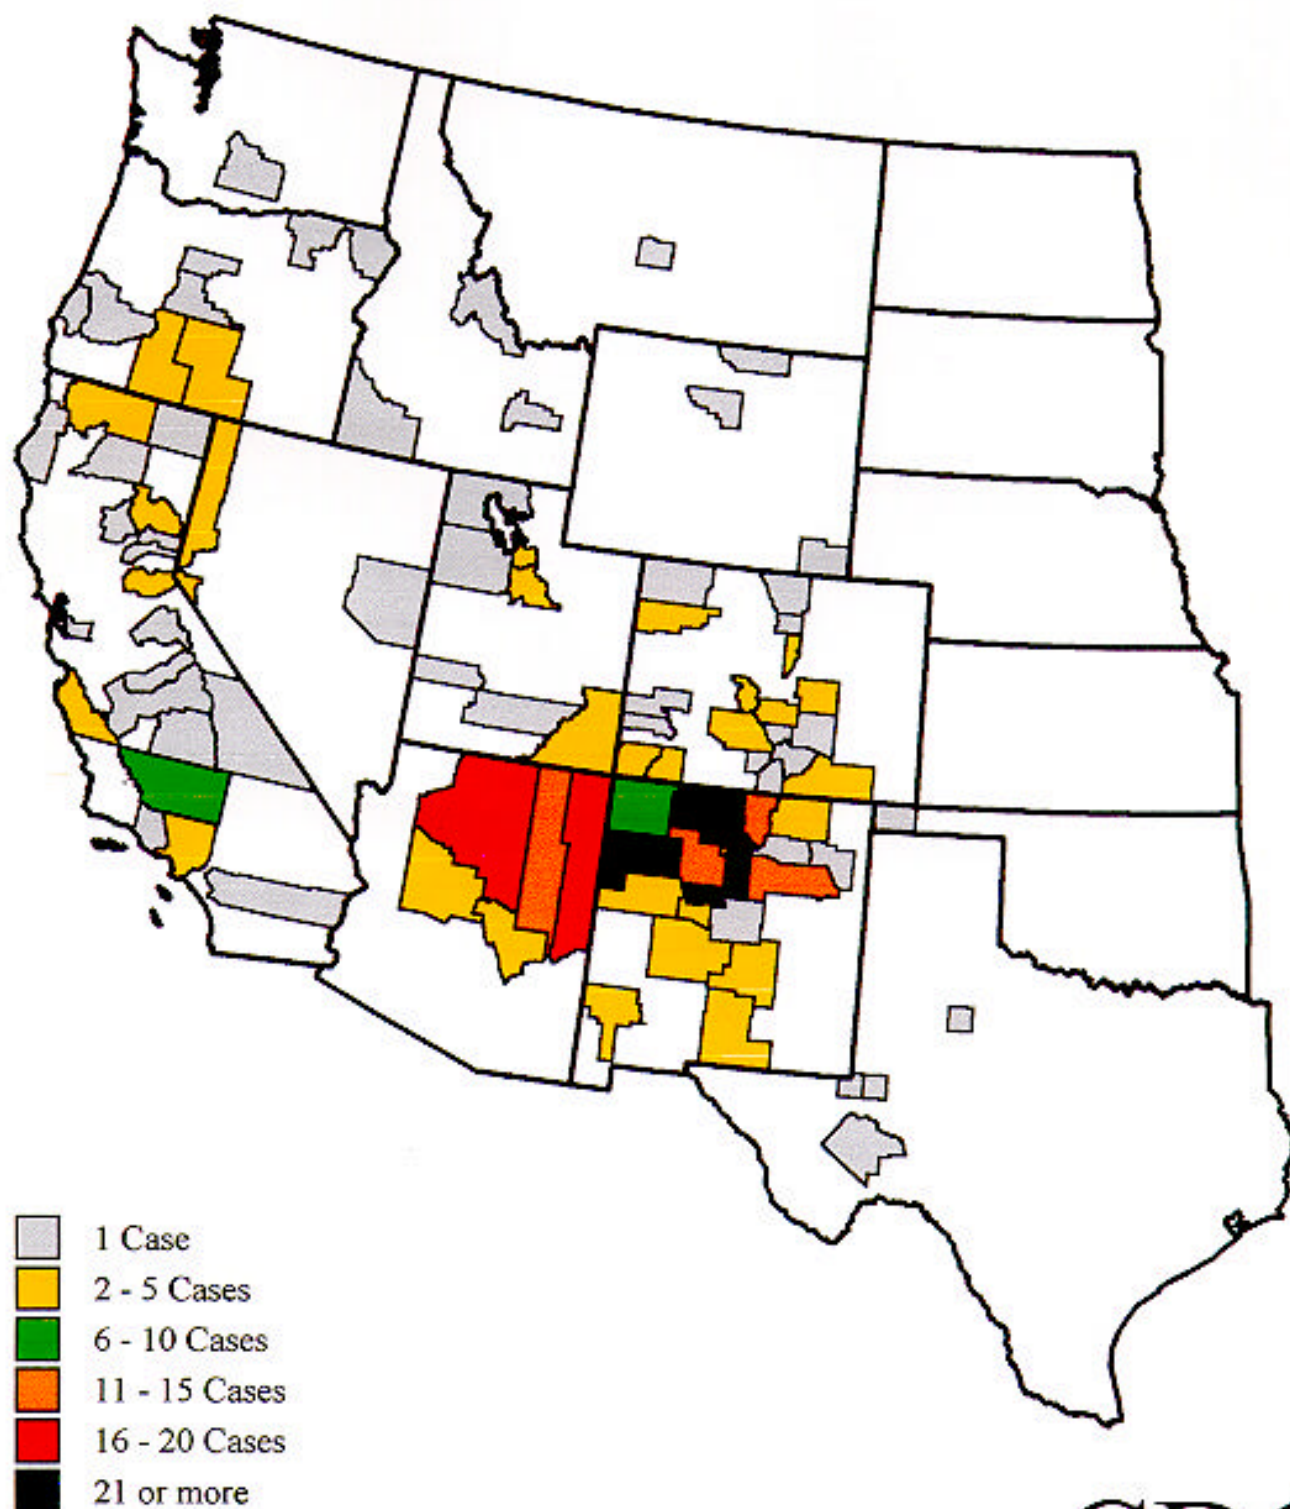 1 Case
2 - 5 Cases
6 - 10 Cases
11 - 15 Cases
16 - 20 Cases
21 or more